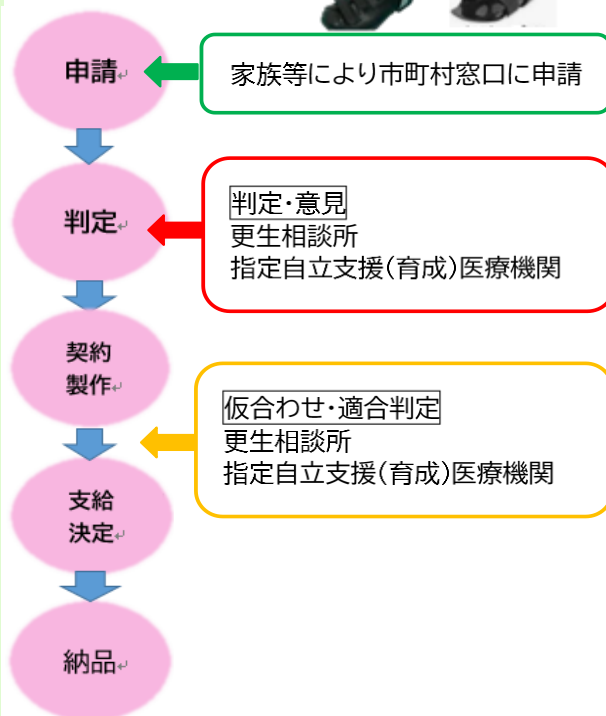 申請
家族等により市町村窓口に申請
判定
判定・意見
更生相談所
指定自立支援(育成)医療機関
契約
製作
仮合わせ・適合判定
更生相談所
指定自立支援(育成)医療機関
支給
決定
納品